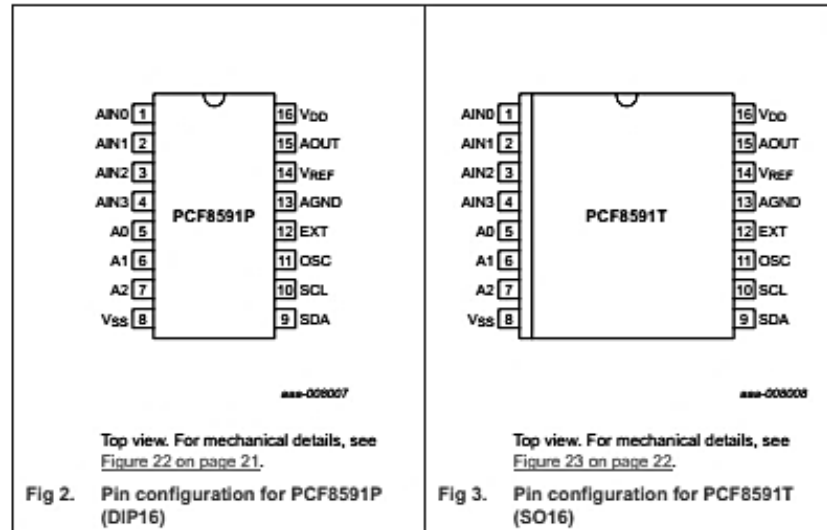 AIN0 1 16 VDD
AIN1 2 15 AOUT
AIN2 3 14 VREF
AIN3 4 13 AGND
PCF8591P
A0 5 12 EXT
A1 6 11 OSC
A2 7 10 SCL
VSS 8 9 SDA
aaa-008007
Top view. For mechanical details, see
Figure 22 on page 21.
Fig 2. Pin configuration for PCF8591P
(DIP16)
AIN0 1 16 VDD
AIN1 2 15 AOUT
AIN2 3 14 VREF
AIN3 4 13 AGND
PCF8591T
A0 5 12 EXT
A1 6 11 OSC
A2 7 10 SCL
VSS 8 9 SDA
aaa-008008
Top view. For mechanical details, see
Figure 23 on page 22.
Fig 3. Pin configuration for PCF8591T
(SO16)